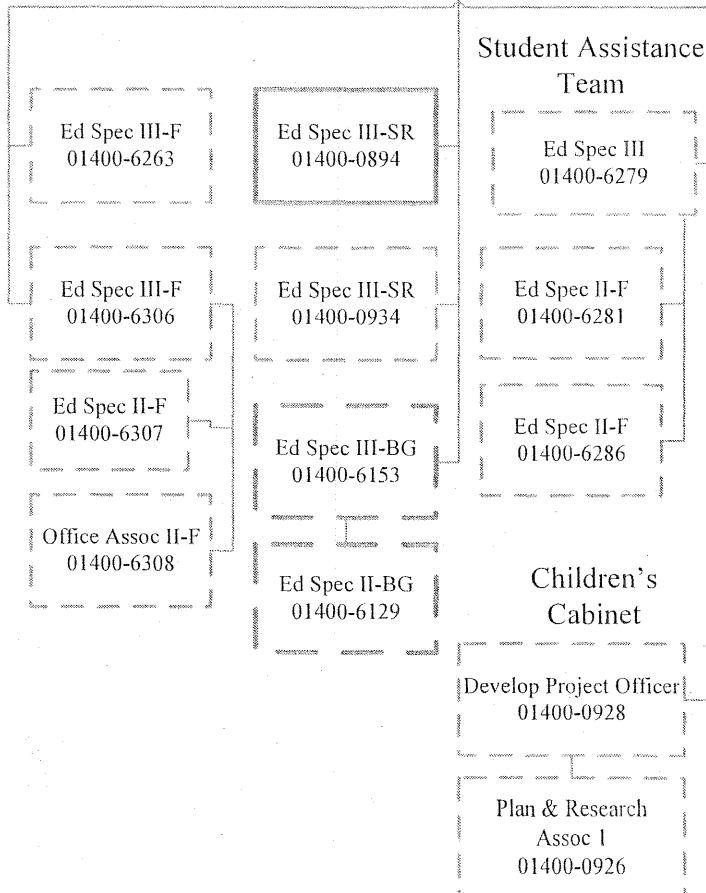 Student Assistance
Team
Ed Spec III-F
01400-6263
Ed Spec III-SR
01400-0894
Ed Spec III
01400-6279
Ed Spec III-F
01400-6306
Ed Spec III-SR
01400-0934
Ed Spec II-F
01400-6281
Ed Spec II-F
01400-6307
Ed Spec III-BG
01400-6153
Ed Spec II-F
01400-6286
Office Assoc II-F
01400-6308
Ed Spec II-BG
01400-6129
Children's
Cabinet
Develop Project Officer
01400-0928
Plan & Research
Assoc I
01400-0926